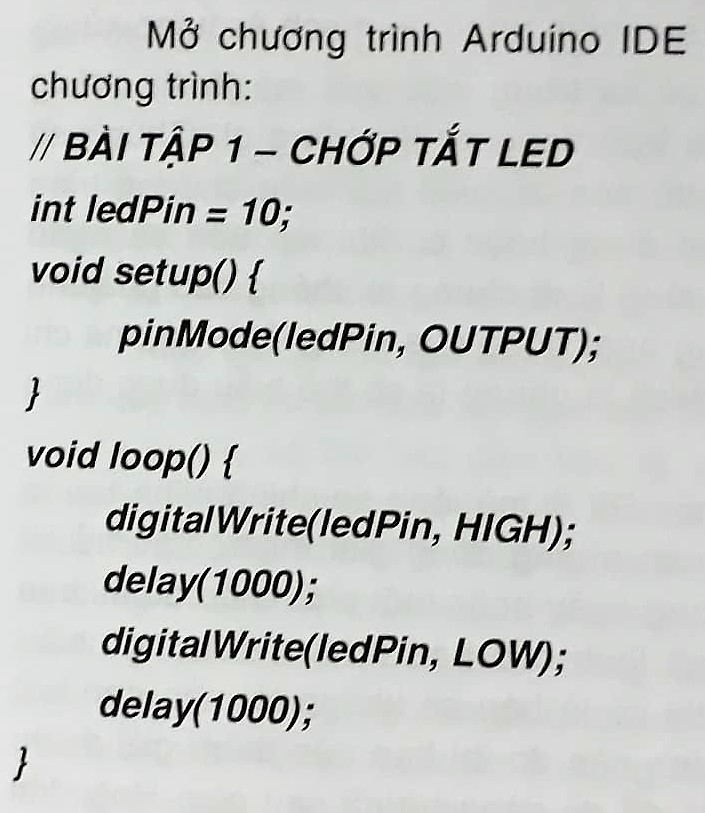 Mở chương trình Arduino IDE
chương trình:
// BÀI TẬP 1 – CHỚP TẮT LED
int ledPin = 10;
void setup() {
pinMode(ledPin, OUTPUT);
}
void loop() {
digitalWrite(ledPin, HIGH);
delay(1000);
digitalWrite(ledPin, LOW);
delay(1000);
}